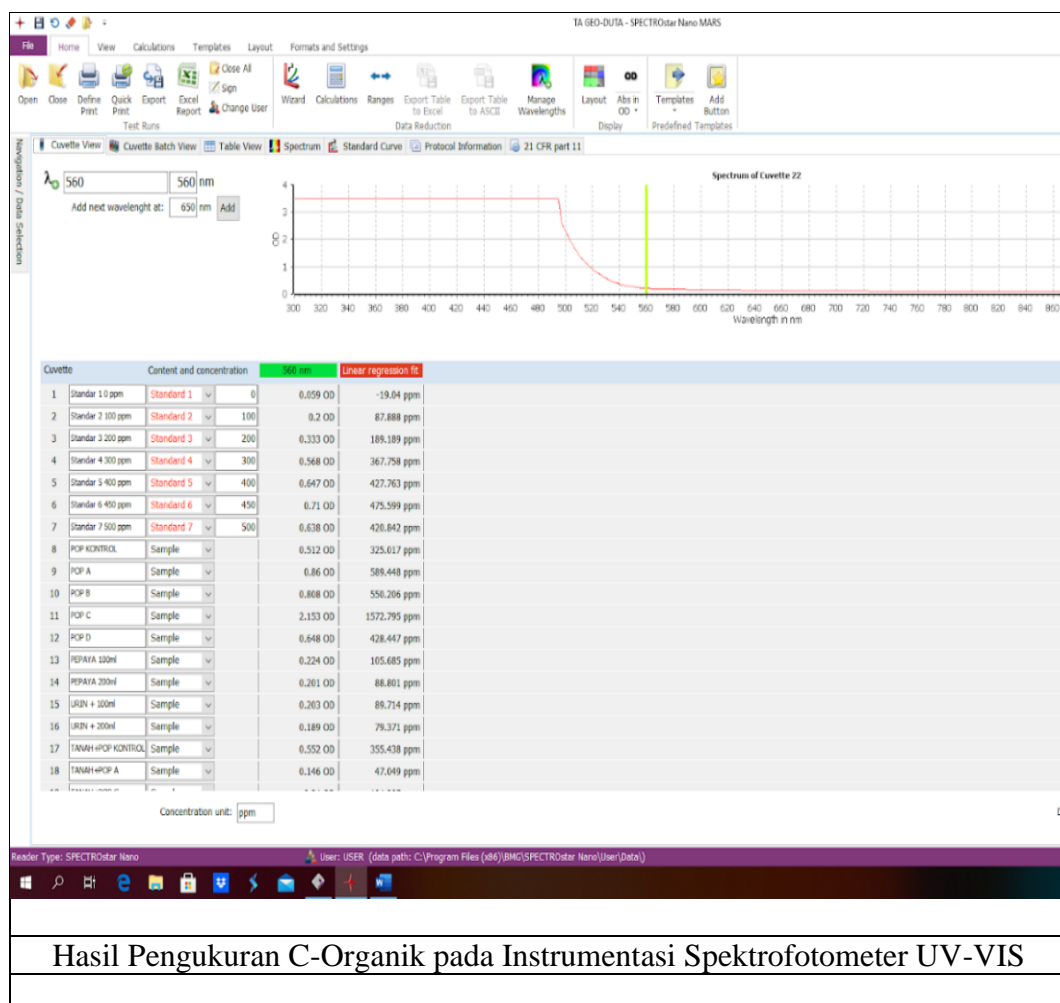 TA GEO-DUTA - SPECTROstar Nano MARS
File Home View Calculations Templates Layout Formats and Settings
Open Close Define Print Quick Print Export Excel Report Close All Sign Change User Wizard Calculations Ranges Export Table to Excel Export Table to ASCII Manage Wavelengths Layout Abs in OD Templates Add Button
Test Runs Data Reduction Display Predefined Templates
Navigation / Data Selection
Cuvette View Cuvette Batch View Table View Spectrum Standard Curve Protocol Information 21 CFR part 11
λ 560 560 nm
Add next wavelenght at: 650 nm Add
Spectrum of Cuvette 22
OD
4
3
2
1
0
300 320 340 360 380 400 420 440 460 480 500 520 540 560 580 600 620 640 660 680 700 720 740 760 780 800 820 840 860
Wavelength in nm
Cuvette Content and concentration 560 nm Linear regression fit
1 Standar 1 0 ppm Standard 1 0 0.059 OD -19.04 ppm
2 Standar 2 100 ppm Standard 2 100 0.2 OD 87.888 ppm
3 Standar 3 200 ppm Standard 3 200 0.333 OD 189.189 ppm
4 Standar 4 300 ppm Standard 4 300 0.568 OD 367.758 ppm
5 Standar 5 400 ppm Standard 5 400 0.647 OD 427.763 ppm
6 Standar 6 450 ppm Standard 6 450 0.71 OD 475.599 ppm
7 Standar 7 500 ppm Standard 7 500 0.638 OD 420.842 ppm
8 POP KONTROL Sample 0.512 OD 325.017 ppm
9 POP A Sample 0.86 OD 589.448 ppm
10 POP B Sample 0.808 OD 550.206 ppm
11 POP C Sample 2.153 OD 1572.795 ppm
12 POP D Sample 0.648 OD 428.447 ppm
13 PEPAYA 100ml Sample 0.224 OD 105.685 ppm
14 PEPAYA 200ml Sample 0.201 OD 88.801 ppm
15 URIN + 100ml Sample 0.203 OD 89.714 ppm
16 URIN + 200ml Sample 0.189 OD 79.371 ppm
17 TANAH+POP KONTROL Sample 0.552 OD 355.438 ppm
18 TANAH+POP A Sample 0.146 OD 47.049 ppm
Concentration unit: ppm
Reader Type: SPECTROstar Nano User: USER (data path: C:\Program Files (x86)\BMG\SPECTROstar Nano\User\Data\)
Hasil Pengukuran C-Organik pada Instrumentasi Spektrofotometer UV-VIS